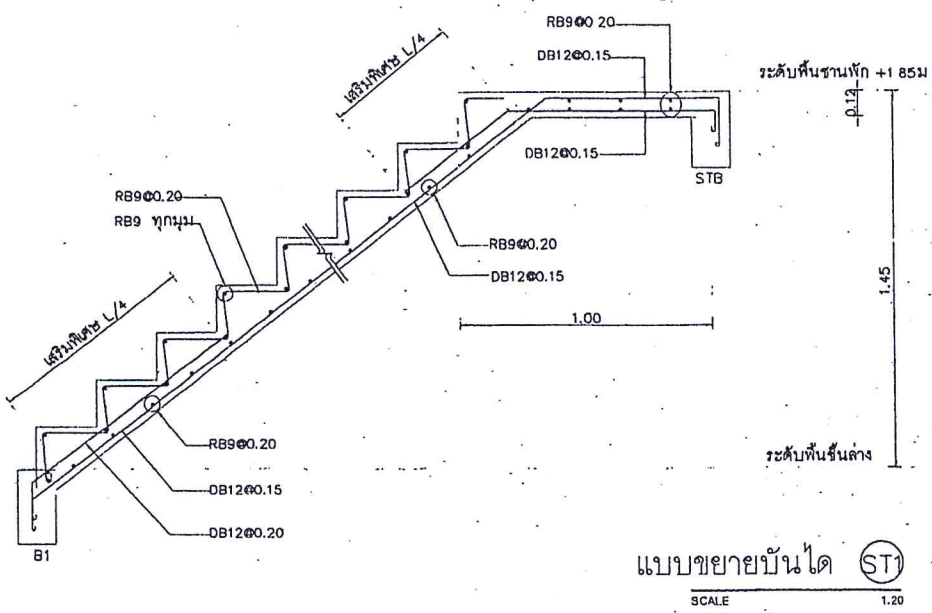 RB9@0 20
DB12@0.15
เสริมพิเศษ L/4
ระดับพื้นชานพัก +1 85ม
0.12
DB12@0.15
STB
RB9@0.20
RB9 ทุกมุม
RB9@0.20
DB12@0.15
1.45
1.00
เสริมพิเศษ L/4
RB9@0.20
ระดับพื้นชั้นล่าง
DB12@0.15
DB12@0.20
B1
แบบขยายบันได ST1
SCALE 1.20